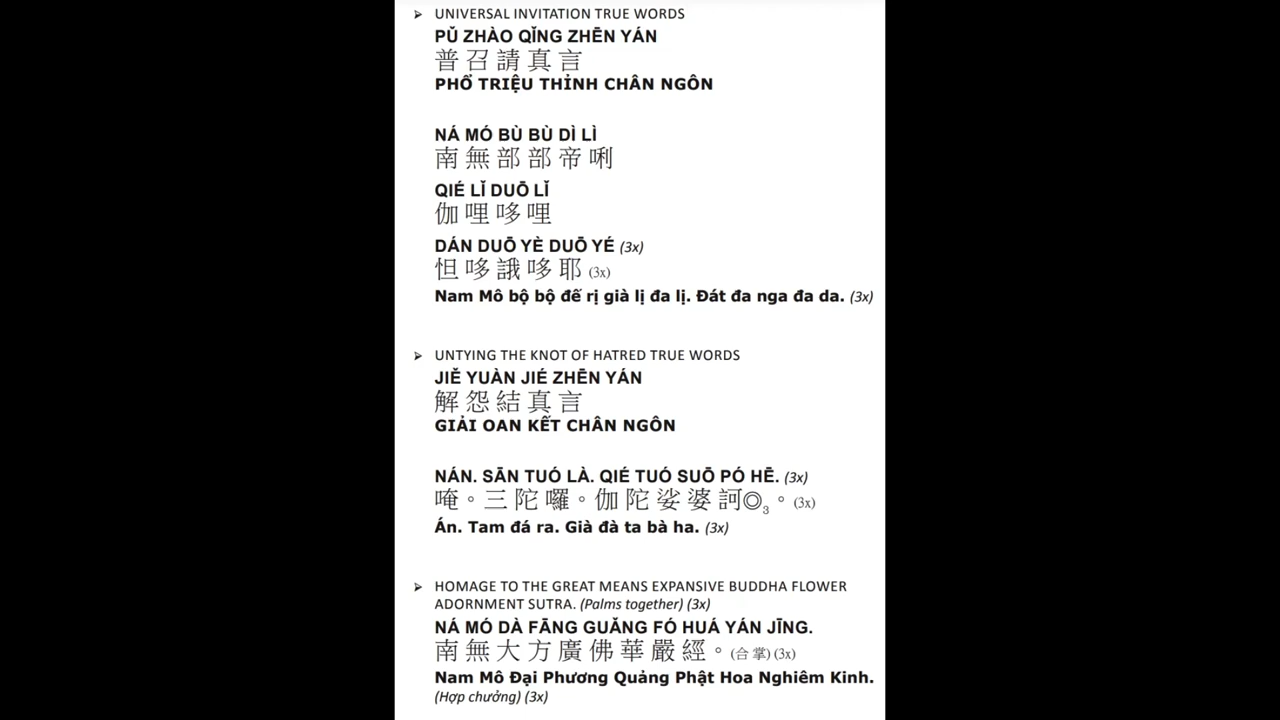 ➢ UNIVERSAL INVITATION TRUE WORDS
PǓ ZHÀO QǏNG ZHĒN YÁN
普召請真言
PHỔ TRIỆU THỈNH CHÂN NGÔN
NÁ MÓ BÙ BÙ DÌ LÌ
南無部部帝唎
QIÉ LǏ DUŌ LǏ
伽哩哆哩
DÁN DUŌ YÈ DUŌ YÉ (3x)
怛哆誐哆耶 (3x)
Nam Mô bộ bộ đế rị già lị đa lị. Đát đa nga đa da. (3x)
➢ UNTYING THE KNOT OF HATRED TRUE WORDS
JIĚ YUÀN JIÉ ZHĒN YÁN
解怨結真言
GIẢI OAN KẾT CHÂN NGÔN
NÁN. SĀN TUÓ LÀ. QIÉ TUÓ SUŌ PÓ HĒ. (3x)
唵。三陀囉。伽陀娑婆訶◎3。(3x)
Án. Tam đá ra. Già đà ta bà ha. (3x)
➢ HOMAGE TO THE GREAT MEANS EXPANSIVE BUDDHA FLOWER
ADORNMENT SUTRA. (Palms together) (3x)
NÁ MÓ DÀ FĀNG GUǍNG FÓ HUÁ YÁN JĪNG.
南無大方廣佛華嚴經。(合掌) (3x)
Nam Mô Đại Phương Quảng Phật Hoa Nghiêm Kinh.
(Hợp chưởng) (3x)